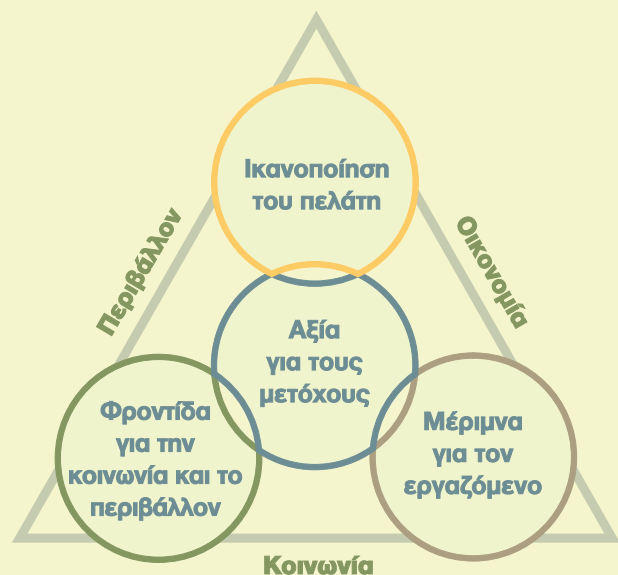 Ικανοποίηση
του πελάτη
Περιβάλλον
Οικονομία
Αξία
για τους
μετόχους
Φροντίδα
για την
κοινωνία και το
περιβάλλον
Μέριμνα
για τον
εργαζόμενο
Κοινωνία